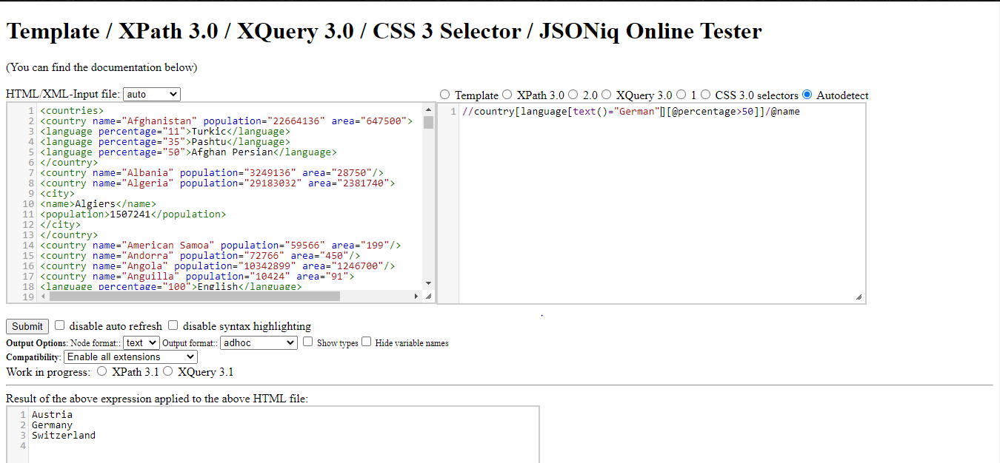 Template / XPath 3.0 / XQuery 3.0 / CSS 3 Selector / JSONiq Online Tester
(You can find the documentation below)
HTML/XML-Input file: auto
Template XPath 3.0 2.0 XQuery 3.0 1 CSS 3.0 selectors Autodetect
1 <countries>
2 <country name="Afghanistan" population="22664136" area="647500">
3 <language percentage="11">Turkic</language>
4 <language percentage="35">Pashtu</language>
5 <language percentage="50">Afghan Persian</language>
6 </country>
7 <country name="Albania" population="3249136" area="28750"/>
8 <country name="Algeria" population="29183032" area="2381740">
9 <city>
10 <name>Algiers</name>
11 <population>1507241</population>
12 </city>
13 </country>
14 <country name="American Samoa" population="59566" area="199"/>
15 <country name="Andorra" population="72766" area="450"/>
16 <country name="Angola" population="10342899" area="1246700"/>
17 <country name="Anguilla" population="10424" area="91">
18 <language percentage="100">English</language>
19
1 //country[language[text()="German"][@percentage>50]]/@name
Submit disable auto refresh disable syntax highlighting
Output Options: Node format:: text Output format:: adhoc Show types Hide variable names
Compatibility: Enable all extensions
Work in progress: XPath 3.1 XQuery 3.1
Result of the above expression applied to the above HTML file:
1 Austria
2 Germany
3 Switzerland
4